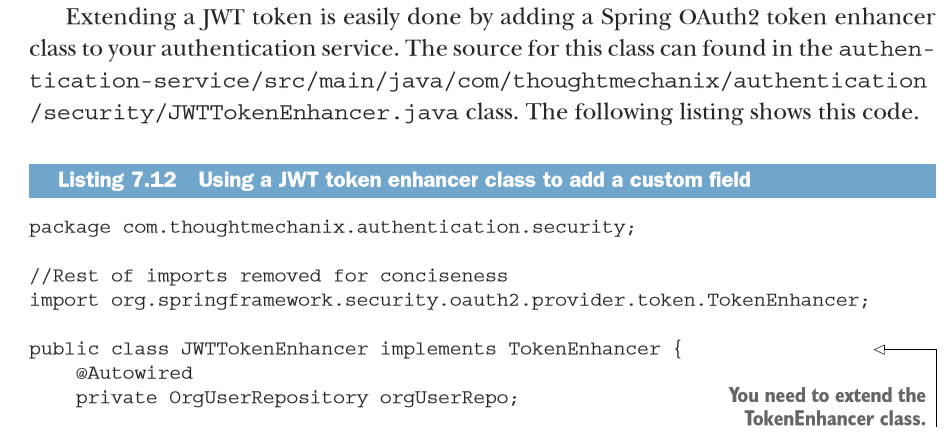 Extending a JWT token is easily done by adding a Spring OAuth2 token enhancer
class to your authentication service. The source for this class can found in the authen-
tication-service/src/main/java/com/thoughtmechanix/authentication
/security/JWTTokenEnhancer.java class. The following listing shows this code.
Listing 7.12 Using a JWT token enhancer class to add a custom field
package com.thoughtmechanix.authentication.security;
//Rest of imports removed for conciseness
import org.springframework.security.oauth2.provider.token.TokenEnhancer;
public class JWTTokenEnhancer implements TokenEnhancer {
    @Autowired
    private OrgUserRepository orgUserRepo;
You need to extend the
TokenEnhancer class.